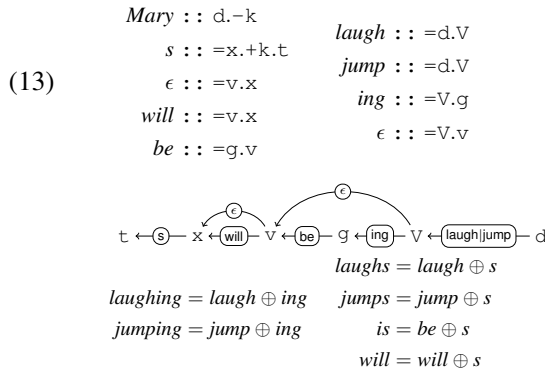 (13)
Mary :: d.-k
s :: =x.+k.t
ϵ :: =v.x
will :: =v.x
be :: =g.v
laugh :: =d.V
jump :: =d.V
ing :: =V.g
ϵ :: =V.v
ϵ ϵ
t ← s x ← will v ← be g ← ing V ← laugh|jump d
laughs = laugh ⊕ s
laughing = laugh ⊕ ing jumps = jump ⊕ s
jumping = jump ⊕ ing is = be ⊕ s
will = will ⊕ s